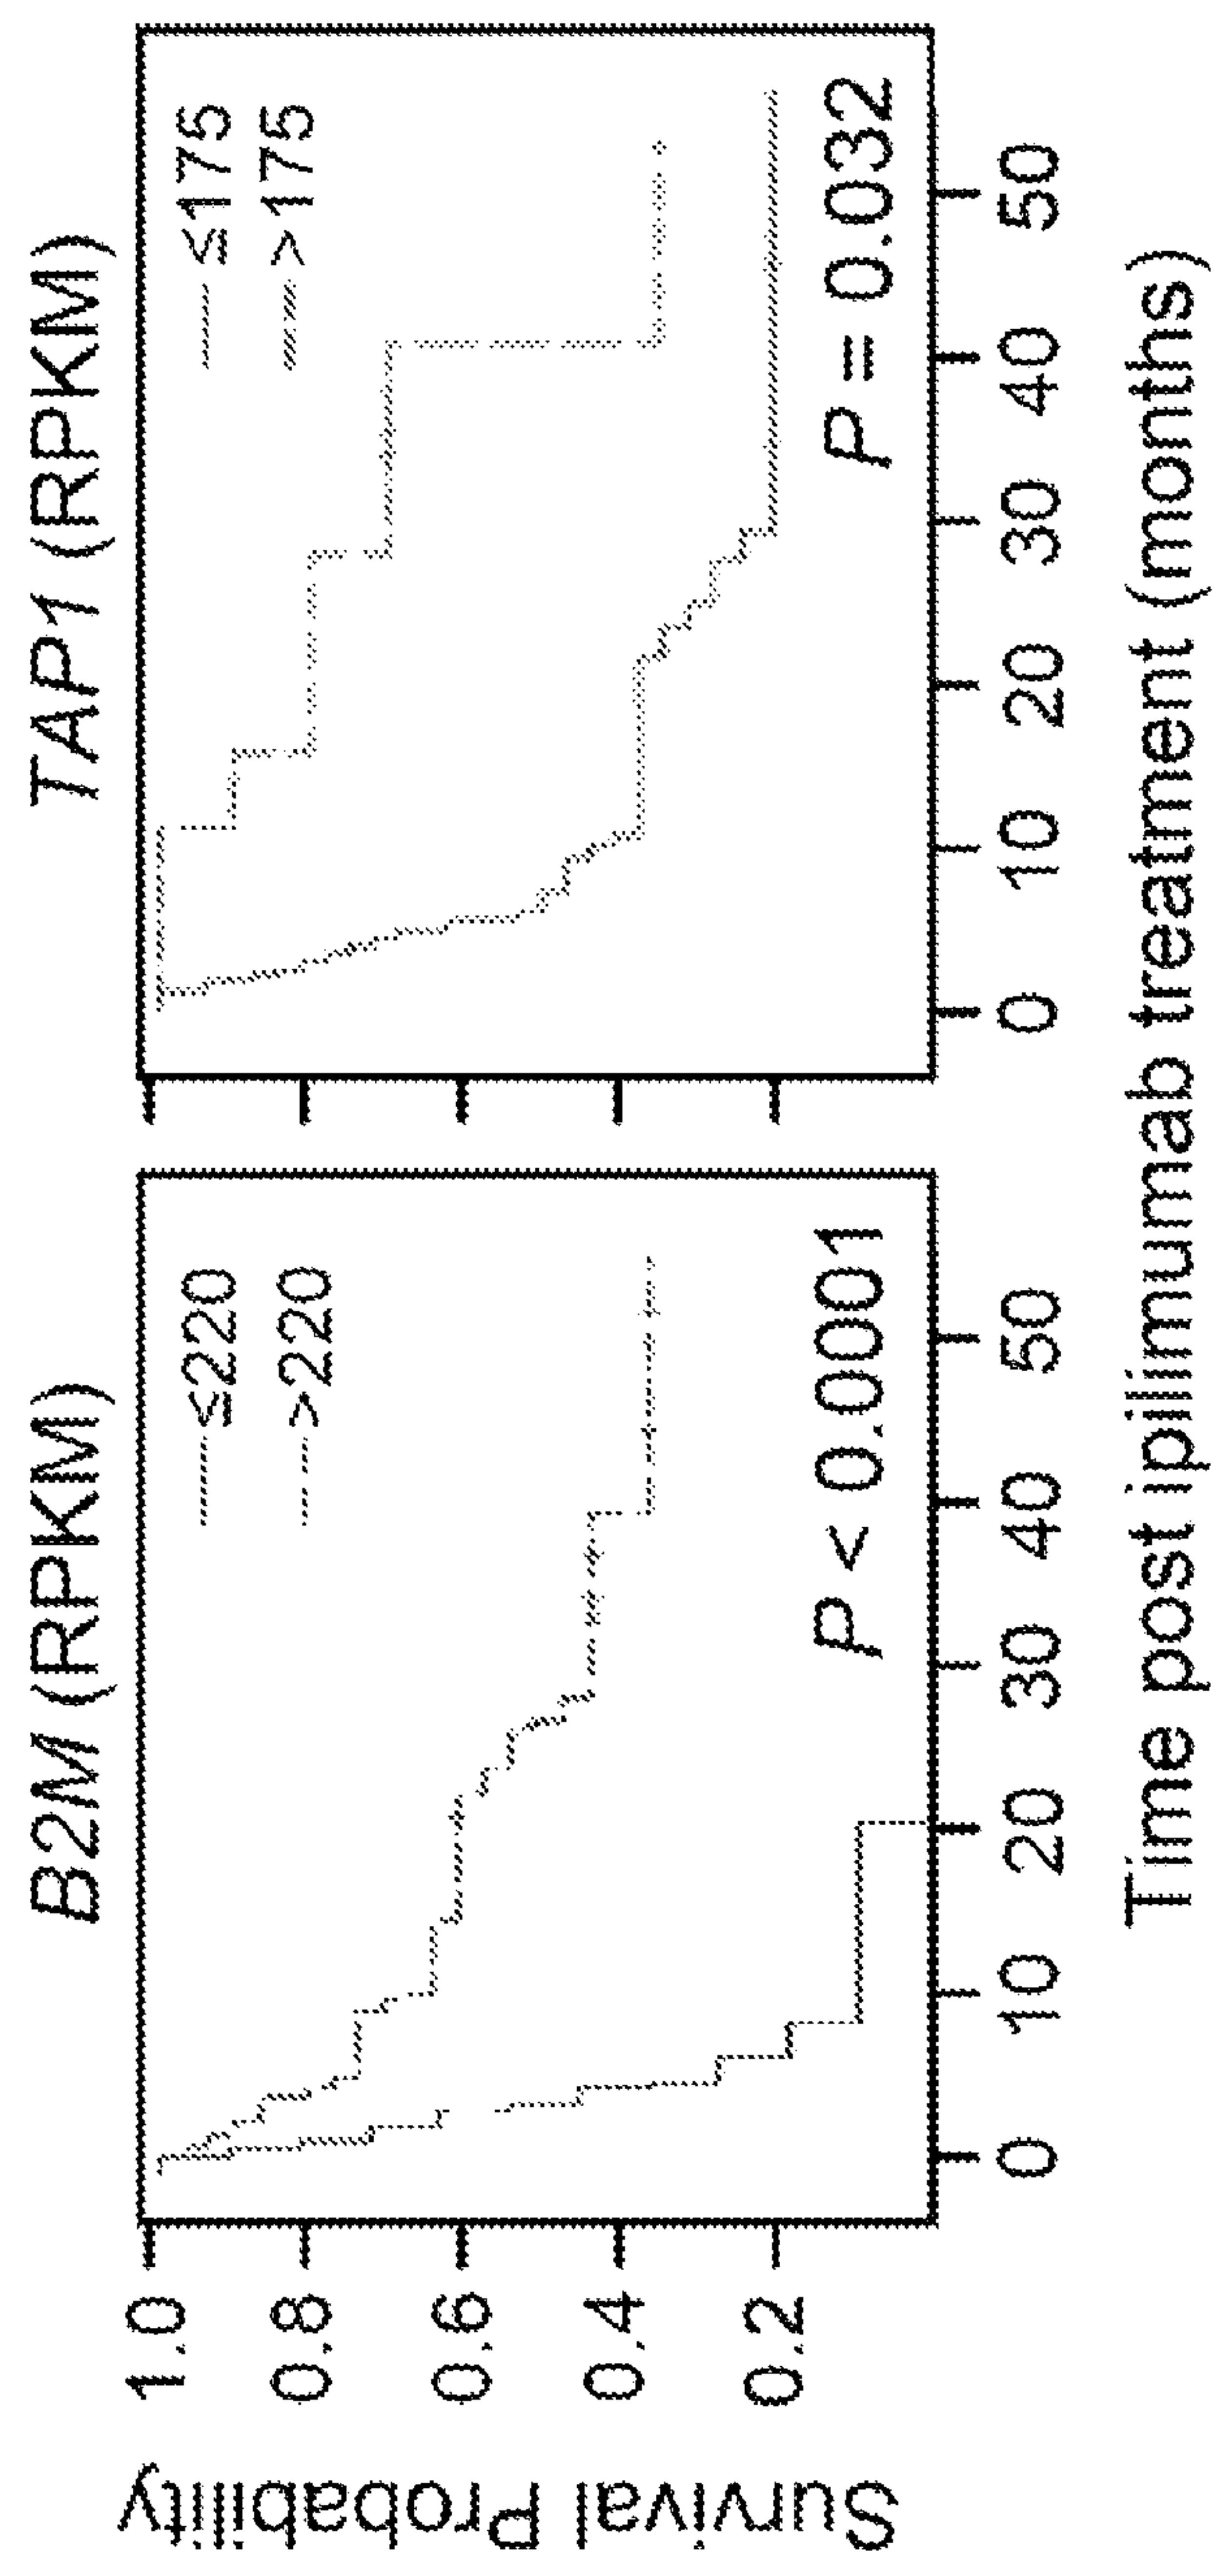 B2M (RPKM)
TAP1 (RPKM)
Survival Probability
1.0
0.8
0.6
0.4
0.2
≤220
>220
P < 0.0001
0 10 20 30 40 50
≤175
>175
P = 0.032
0 10 20 30 40 50
Time post ipilimumab treatment (months)